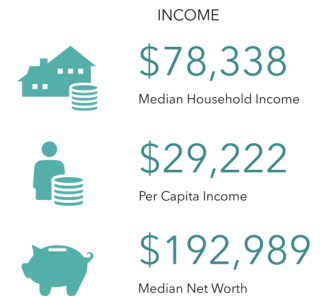 INCOME
$78,338
Median Household Income
$29,222
Per Capita Income
$192,989
Median Net Worth